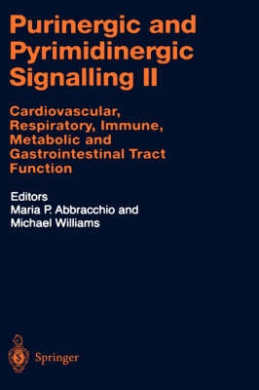 Purinergic and
Pyrimidinergic
Signalling II
Cardiovascular,
Respiratory, Immune,
Metabolic and
Gastrointestinal Tract
Function
Editors
Maria P. Abbracchio and
Michael Williams
Springer